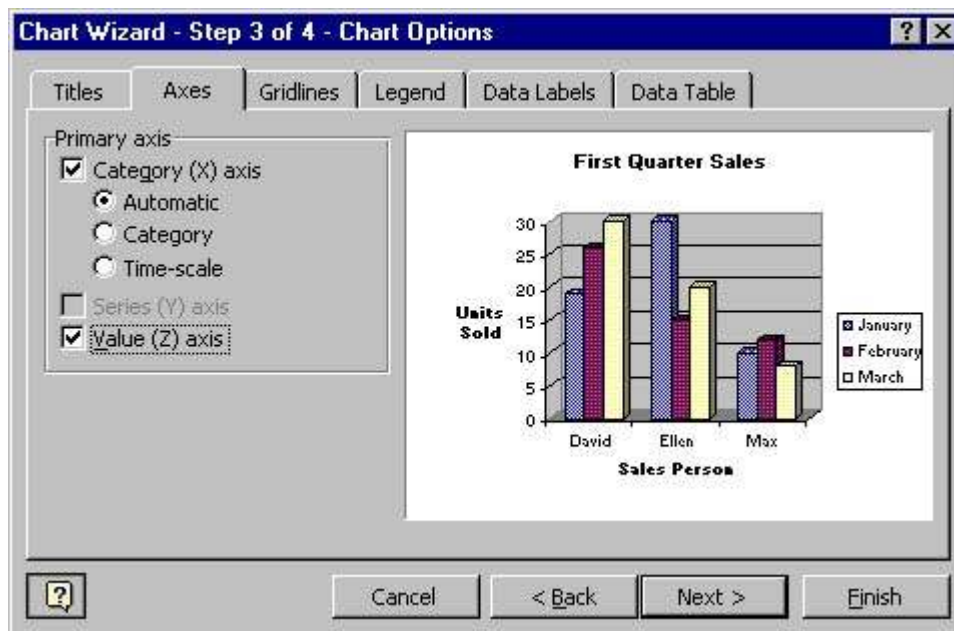 Chart Wizard - Step 3 of 4 - Chart Options
Titles
Axes
Gridlines
Legend
Data Labels
Data Table
Primary axis
Category (X) axis
Automatic
Category
Time-scale
Series (Y) axis
Value (Z) axis
First Quarter Sales
30
25
20
15
10
5
0
Units
Sold
David
Ellen
Max
Sales Person
January
February
March
?
Cancel
< Back
Next >
Finish